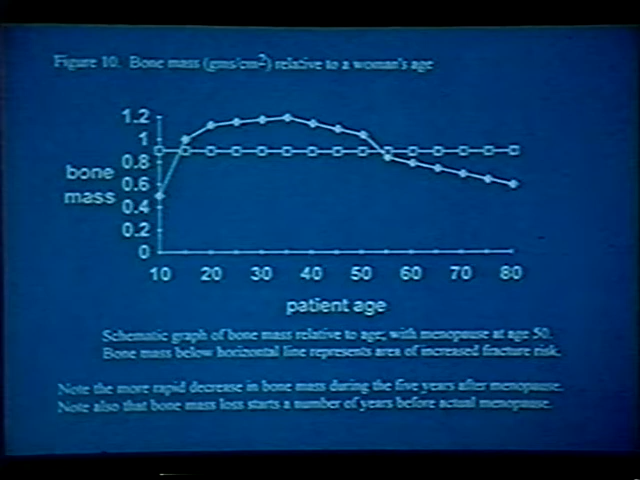 Figure 10. Bone mass (gms/cm2) relative to a woman's age
1.2
1
0.8
0.6
0.4
0.2
0
bone
mass
10 20 30 40 50 60 70 80
patient age
Schematic graph of bone mass relative to age, with menopause at age 50.
Bone mass below horizontal line represents area of increased fracture risk.
Note the more rapid decrease in bone mass during the five years after menopause.
Note also that bone mass loss starts a number of years before actual menopause.